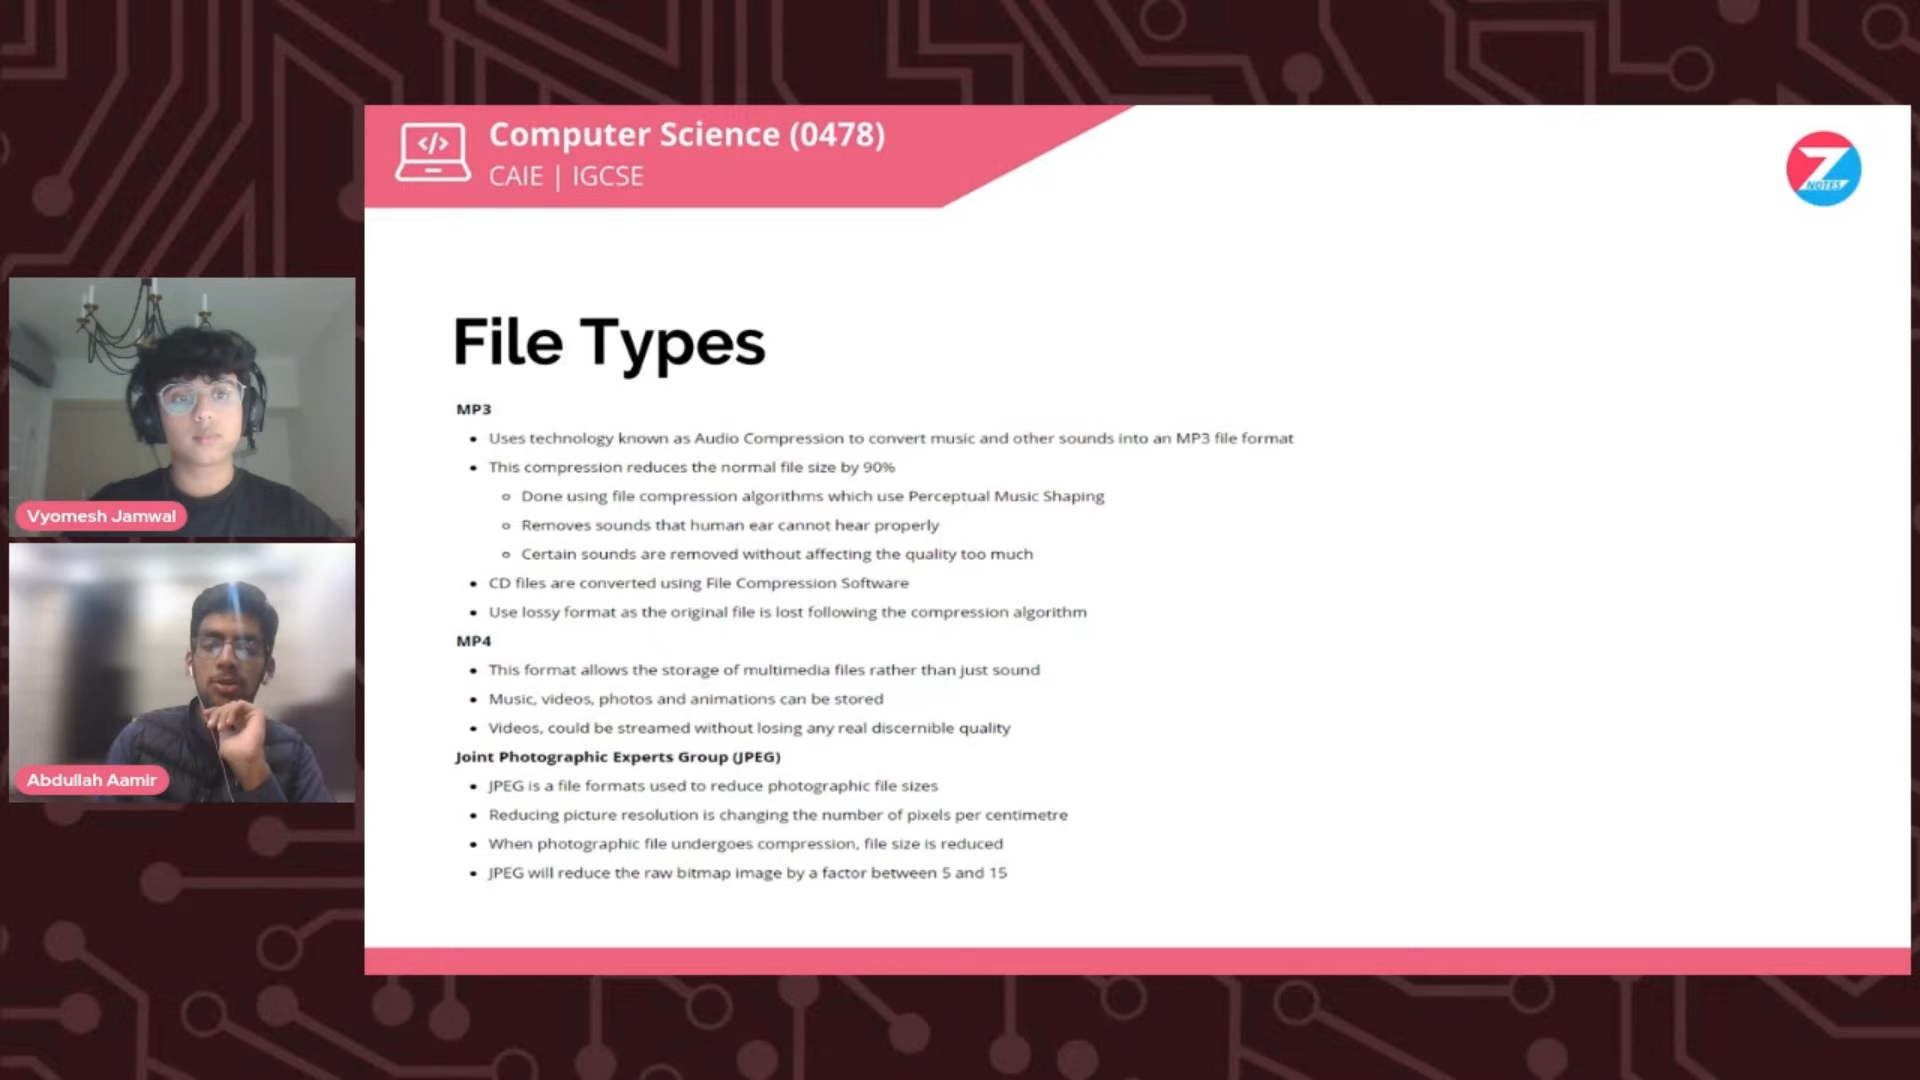 Computer Science (0478)
CAIE | IGCSE
Z
NOTES
File Types
MP3
• Uses technology known as Audio Compression to convert music and other sounds into an MP3 file format
• This compression reduces the normal file size by 90%
◦ Done using file compression algorithms which use Perceptual Music Shaping
◦ Removes sounds that human ear cannot hear properly
◦ Certain sounds are removed without affecting the quality too much
• CD files are converted using File Compression Software
• Use lossy format as the original file is lost following the compression algorithm
MP4
• This format allows the storage of multimedia files rather than just sound
• Music, videos, photos and animations can be stored
• Videos, could be streamed without losing any real discernible quality
Joint Photographic Experts Group (JPEG)
• JPEG is a file formats used to reduce photographic file sizes
• Reducing picture resolution is changing the number of pixels per centimetre
• When photographic file undergoes compression, file size is reduced
• JPEG will reduce the raw bitmap image by a factor between 5 and 15
Vyomesh Jamwal
Abdullah Aamir